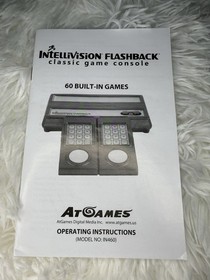 INTELLIVISION FLASHBACK
classic game console
60 BUILT-IN GAMES
ATGAMES
AtGames Digital Media Inc. www.atgames.us
OPERATING INSTRUCTIONS
(MODEL NO: IN460)